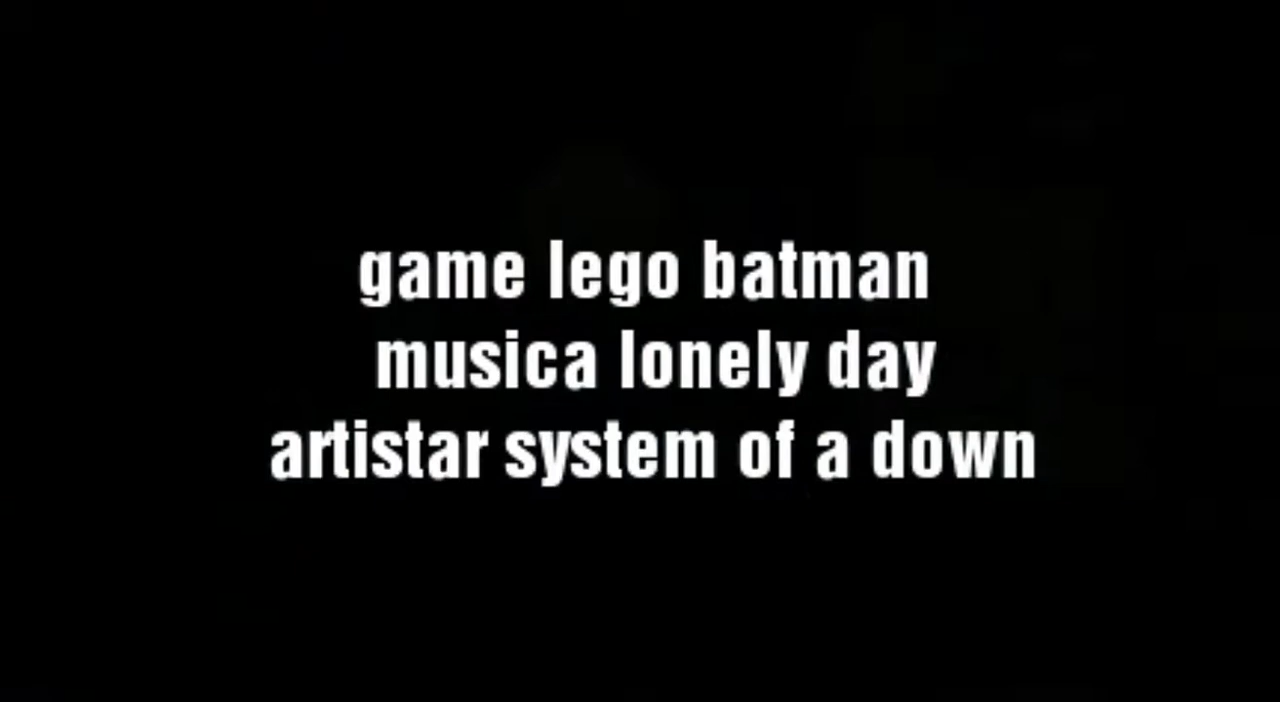 game lego batman
musica lonely day
artistar system of a down